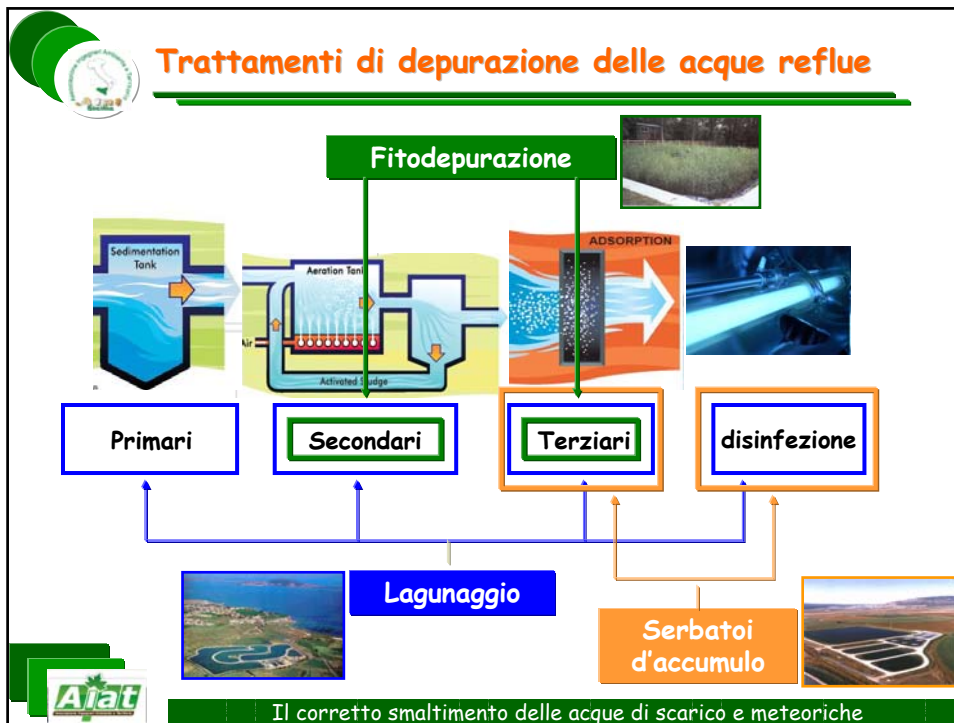 Trattamenti di depurazione delle acque reflue
Fitodepurazione
Sedimentation
Tank
Aeration Tank
Air
Activated Sludge
ADSORPTION
Primari
Secondari
Terziari
disinfezione
Lagunaggio
Serbatoi
d'accumulo
Aiat
Il corretto smaltimento delle acque di scarico e meteoriche